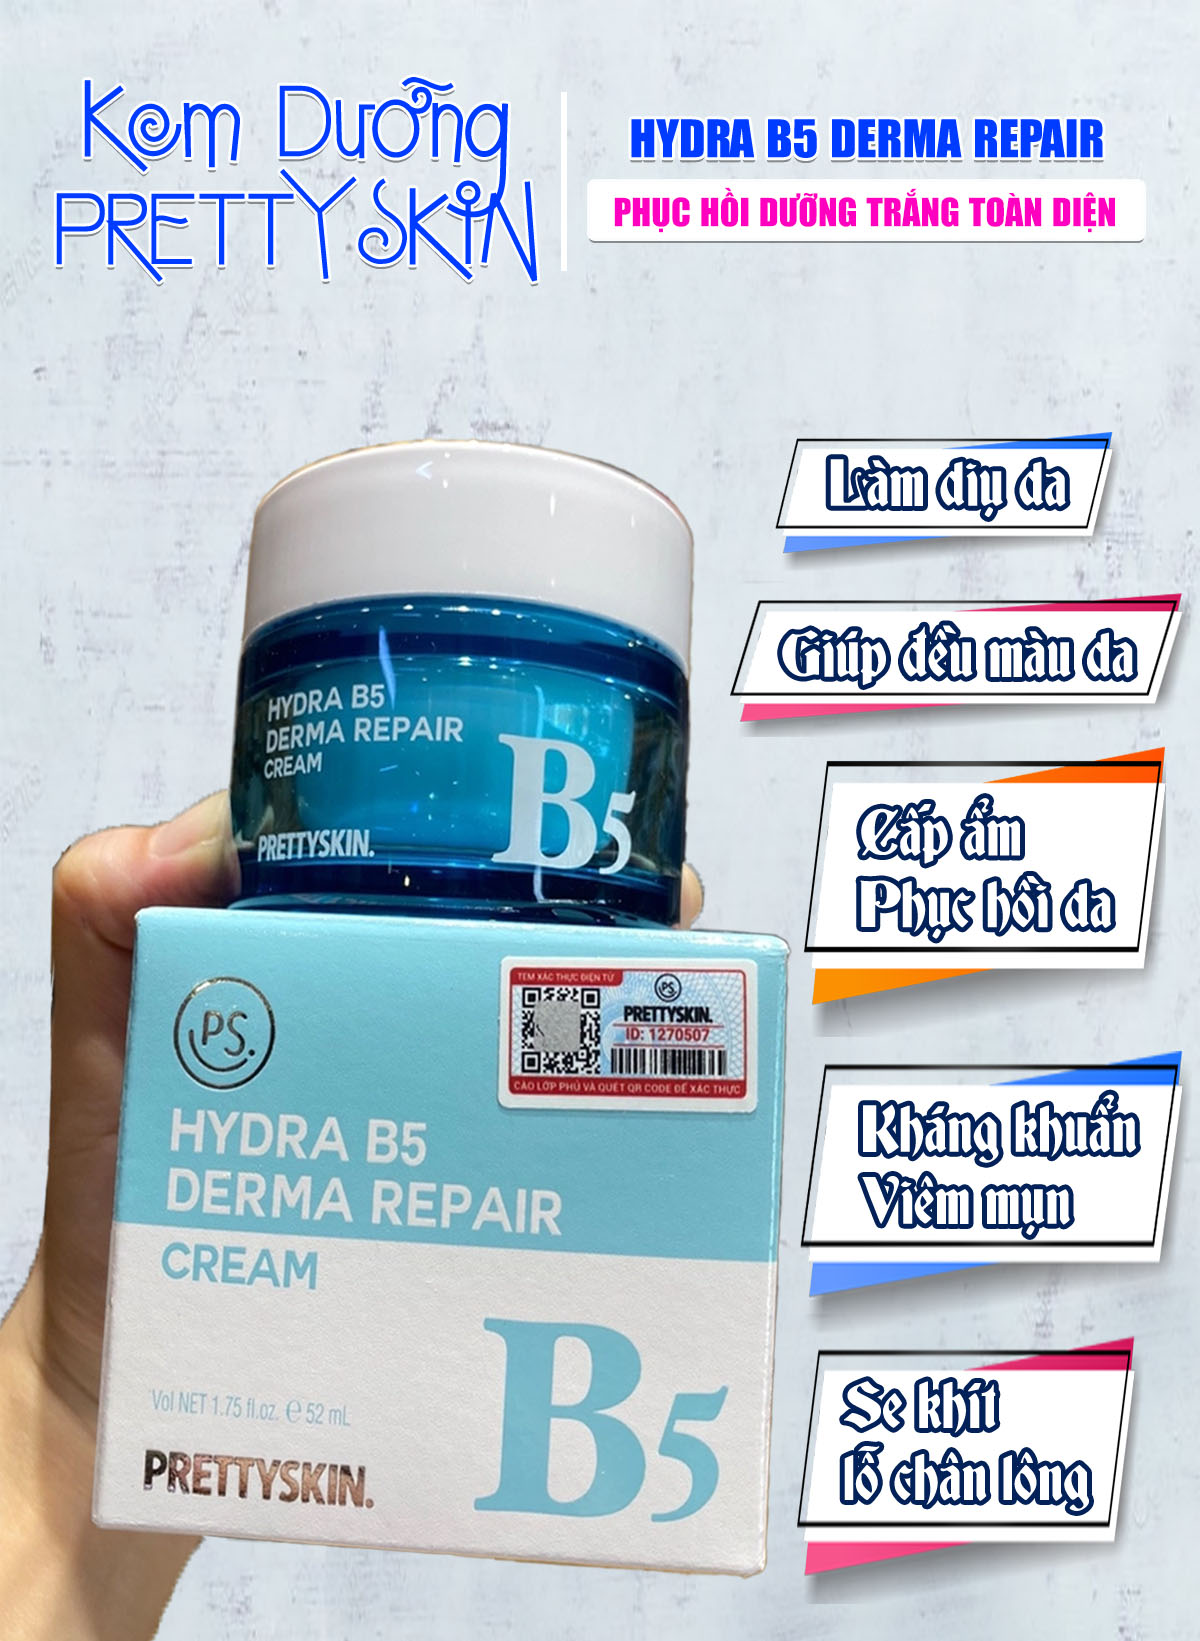 Kem Dưỡng
PRETTY SKIN
HYDRA B5 DERMA REPAIR
PHỤC HỒI DƯỠNG TRẮNG TOÀN DIỆN
Làm dịu da
Giúp đều màu da
Cấp ẩm
Phục hồi da
Kháng khuẩn
Viêm mụn
Se khít
lỗ chân lông
HYDRA B5
DERMA REPAIR
CREAM
PRETTYSKIN.
B5
TEM XÁC THỰC ĐIỆN TỬ
PS.
PRETTYSKIN.
ID: 1270507
CÀO LỚP PHỦ VÀ QUÉT QR CODE ĐỂ XÁC THỰC
PS.
HYDRA B5
DERMA REPAIR
CREAM
B5
Vol NET 1.75 fl.oz. e 52 mL
PRETTYSKIN.